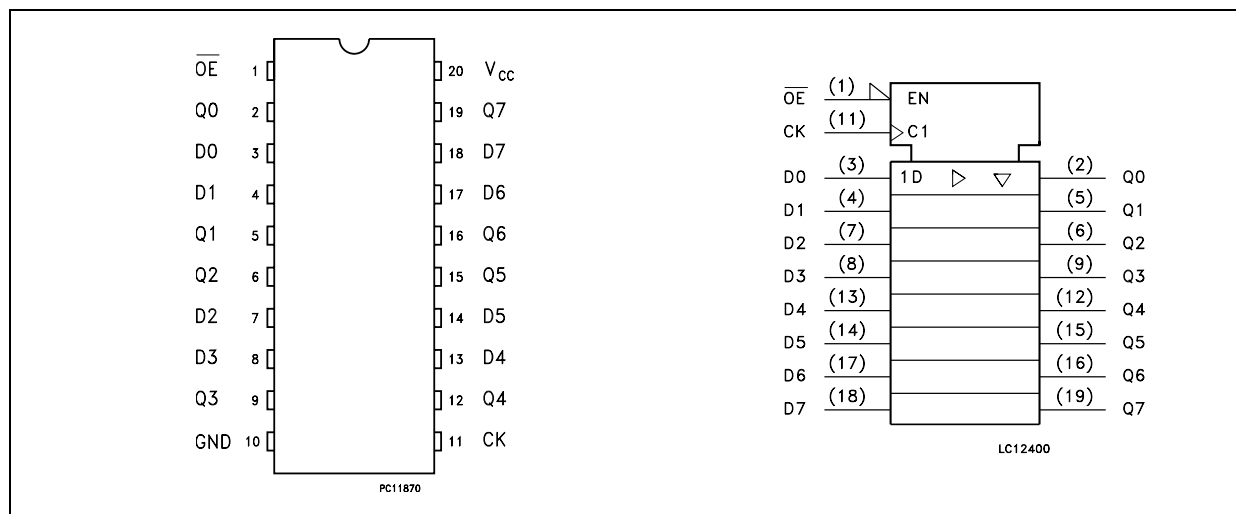 O̅E̅ 1 20 VCC
Q0 2 19 Q7
D0 3 18 D7
D1 4 17 D6
Q1 5 16 Q6
Q2 6 15 Q5
D2 7 14 D5
D3 8 13 D4
Q3 9 12 Q4
GND 10 11 CK
PC11870
O̅E̅ (1) EN
CK (11) C1
D0 (3) 1D (2) Q0
D1 (4) (5) Q1
D2 (7) (6) Q2
D3 (8) (9) Q3
D4 (13) (12) Q4
D5 (14) (15) Q5
D6 (17) (16) Q6
D7 (18) (19) Q7
LC12400